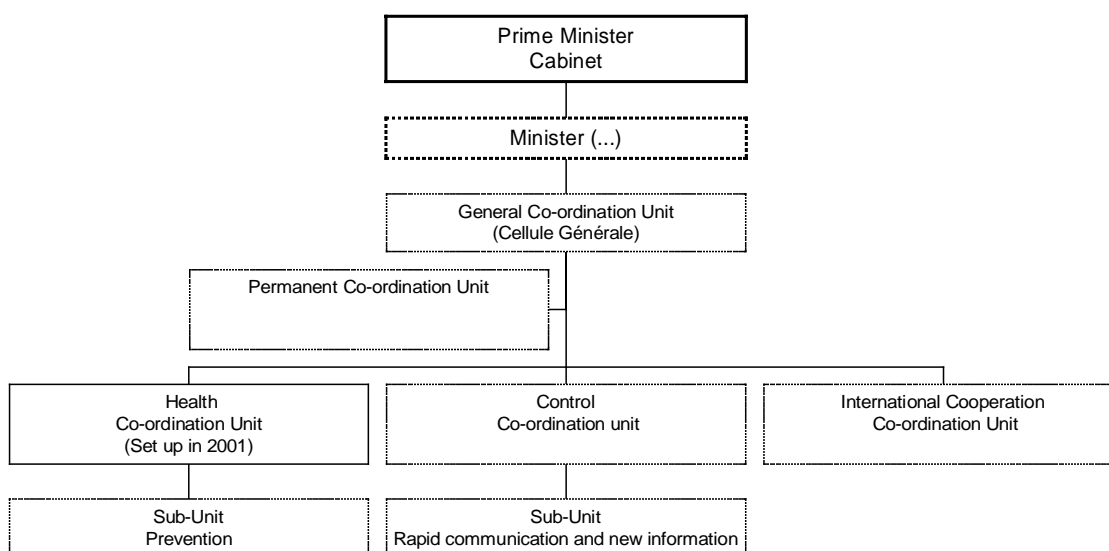 Prime Minister
Cabinet
Minister (...)
General Co-ordination Unit
(Cellule Générale)
Permanent Co-ordination Unit
Health
Co-ordination Unit
(Set up in 2001)
Control
Co-ordination unit
International Cooperation
Co-ordination Unit
Sub-Unit
Prevention
Sub-Unit
Rapid communication and new information